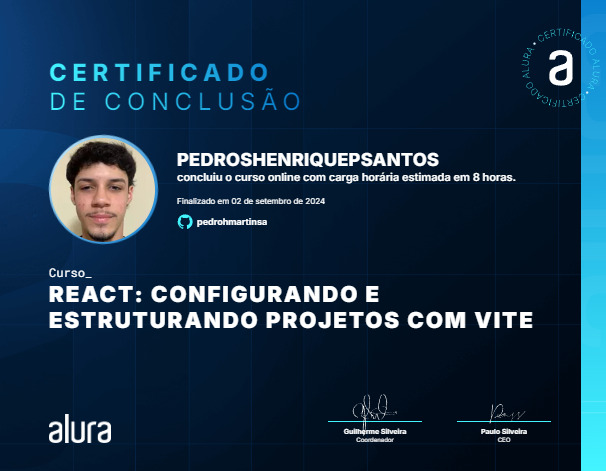 CERTIFICADO
DE CONCLUSÃO
CERTIFICADO ALURA • CERTIFICADO ALURA •
a
PEDROSHENRIQUEPSANTOS
concluiu o curso online com carga horária estimada em 8 horas.
Finalizado em 02 de setembro de 2024
pedrohmartinsa
Curso_
REACT: CONFIGURANDO E
ESTRUTURANDO PROJETOS COM VITE
alura
Guilherme Silveira
Coordenador
Paulo Silveira
CEO